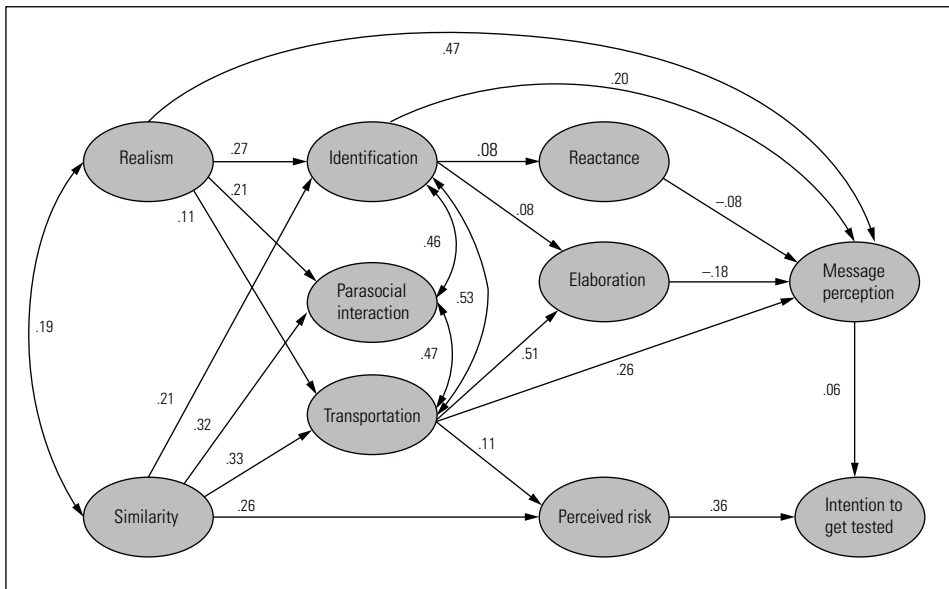 .47
.20
Realism
.27
Identification
.08
Reactance
.21
.11
.08
–.08
.46
Parasocial
interaction
Elaboration
–.18
Message
perception
.53
.19
.47
.51
.26
.21
Transportation
.06
.32
.33
.11
Similarity
.26
Perceived risk
.36
Intention to
get tested